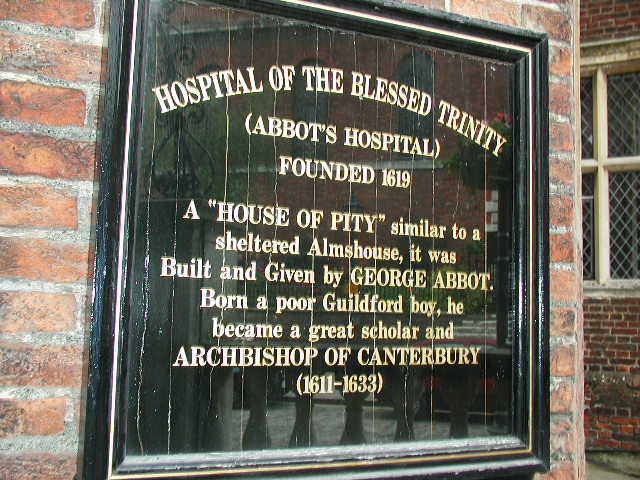 HOSPITAL OF THE BLESSED TRINITY
(ABBOT'S HOSPITAL)
FOUNDED 1619
A "HOUSE OF PITY" similar to a
sheltered Almshouse, it was
Built and Given by GEORGE ABBOT.
Born a poor Guildford boy, he
became a great scholar and
ARCHBISHOP OF CANTERBURY
(1611-1633)